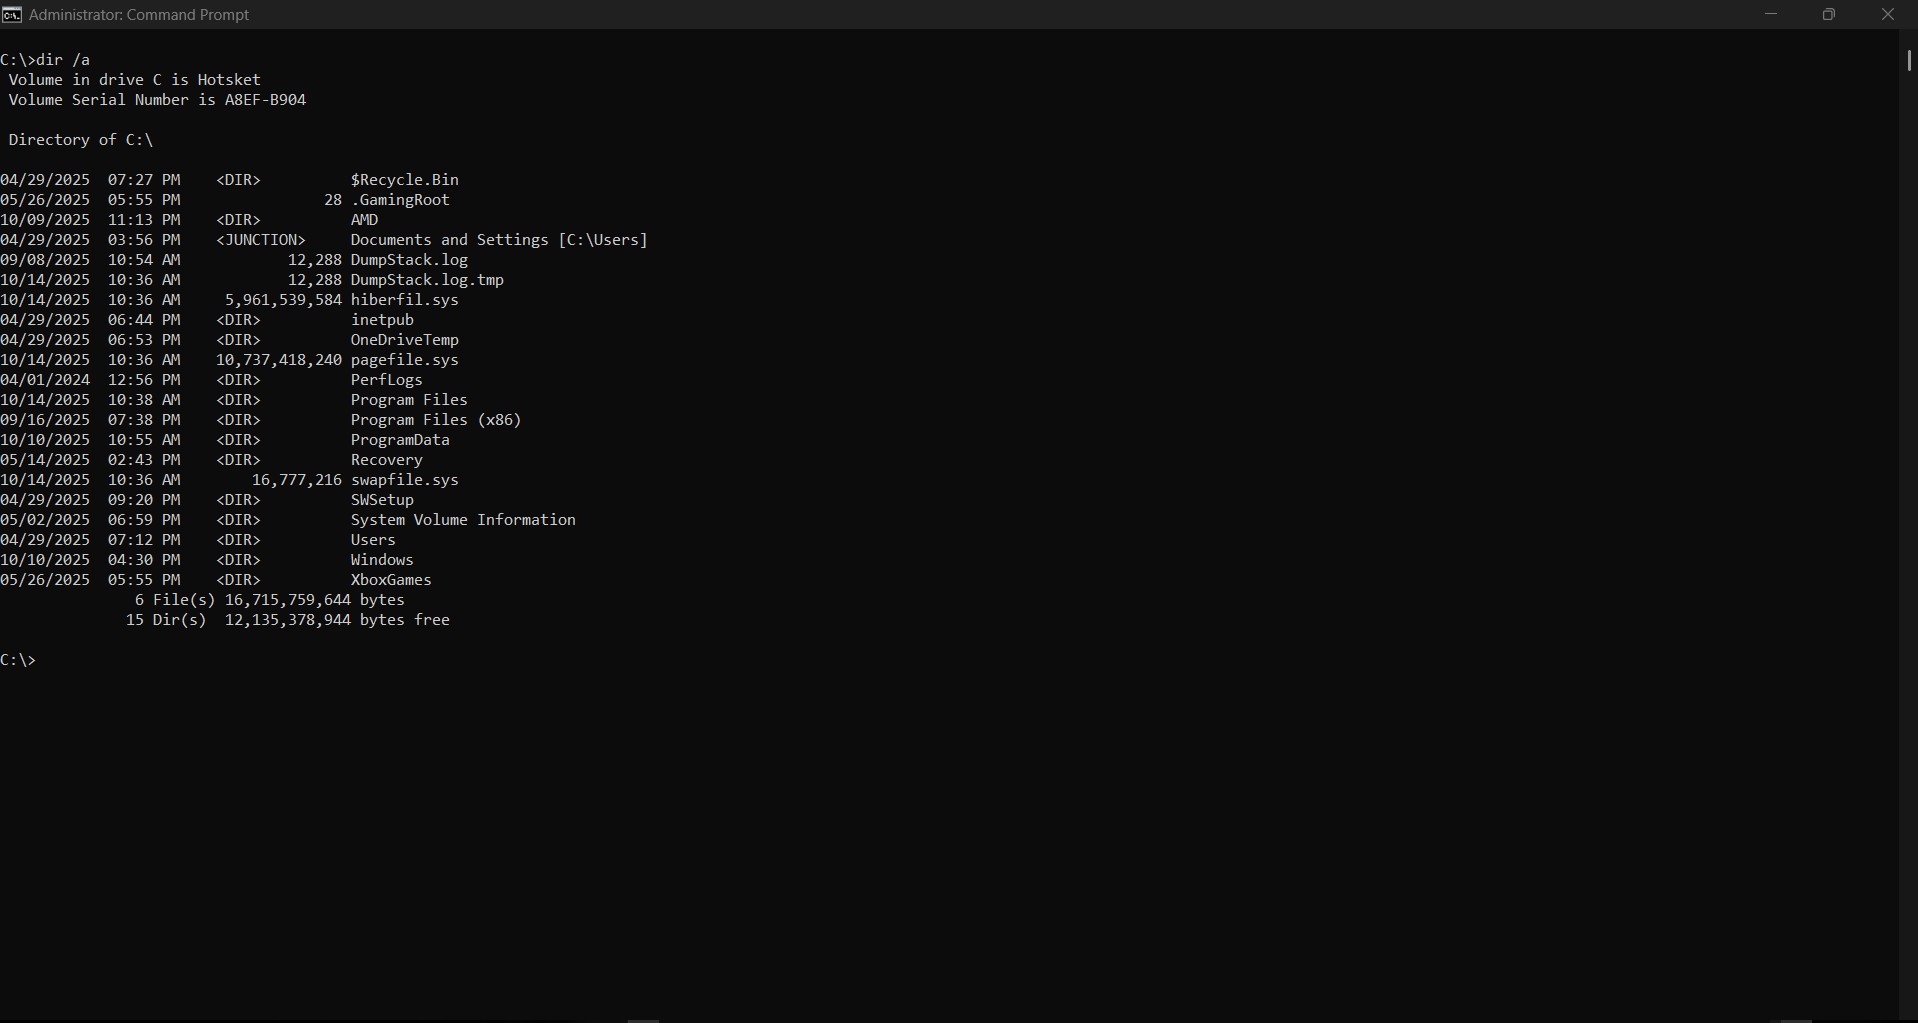 Administrator: Command Prompt
C:\>dir /a
 Volume in drive C is Hotsket
 Volume Serial Number is A8EF-B904

 Directory of C:\

04/29/2025  07:27 PM    <DIR>          $Recycle.Bin
05/26/2025  05:55 PM                28 .GamingRoot
10/09/2025  11:13 PM    <DIR>          AMD
04/29/2025  03:56 PM    <JUNCTION>     Documents and Settings [C:\Users]
09/08/2025  10:54 AM            12,288 DumpStack.log
10/14/2025  10:36 AM            12,288 DumpStack.log.tmp
10/14/2025  10:36 AM     5,961,539,584 hiberfil.sys
04/29/2025  06:44 PM    <DIR>          inetpub
04/29/2025  06:53 PM    <DIR>          OneDriveTemp
10/14/2025  10:36 AM    10,737,418,240 pagefile.sys
04/01/2024  12:56 PM    <DIR>          PerfLogs
10/14/2025  10:38 AM    <DIR>          Program Files
09/16/2025  07:38 PM    <DIR>          Program Files (x86)
10/10/2025  10:55 AM    <DIR>          ProgramData
05/14/2025  02:43 PM    <DIR>          Recovery
10/14/2025  10:36 AM        16,777,216 swapfile.sys
04/29/2025  09:20 PM    <DIR>          SWSetup
05/02/2025  06:59 PM    <DIR>          System Volume Information
04/29/2025  07:12 PM    <DIR>          Users
10/10/2025  04:30 PM    <DIR>          Windows
05/26/2025  05:55 PM    <DIR>          XboxGames
               6 File(s) 16,715,759,644 bytes
              15 Dir(s)  12,135,378,944 bytes free

C:\>